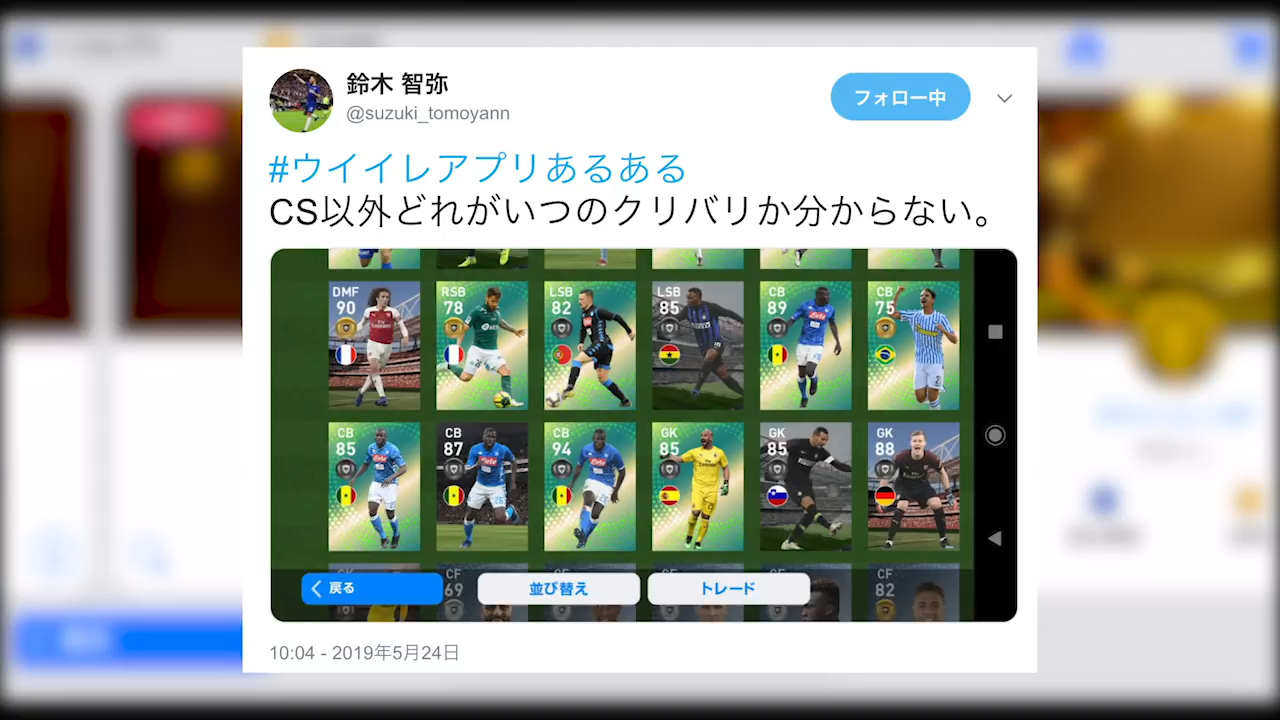 鈴木 智弥
@suzuki_tomoyann
フォロー中
#ウイイレアプリあるある
CS以外どれがいつのクリバリか分からない。
DMF 90
RSB 78
LSB 82
LSB 85
CB 89
CB 75
CB 85
CB 87
CB 94
GK 85
GK 85
GK 88
CF 69
CF
CF
CF 82
戻る
並び替え
トレード
10:04 - 2019年5月24日